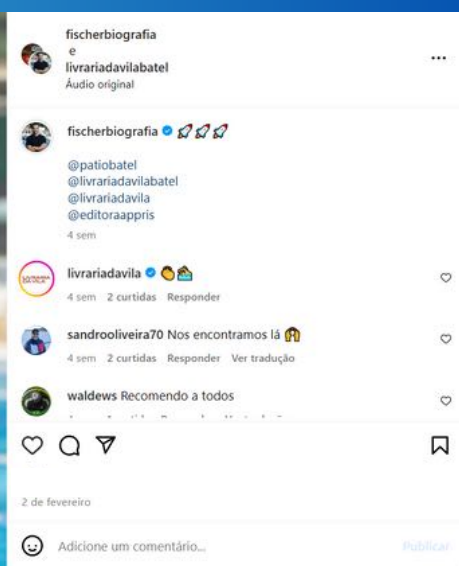 fischerbiografia
e
livrariadavilabatel
Áudio original
fischerbiografia 🚀🚀🚀
@patiobatel
@livrariadavilabatel
@livrariadavila
@editoraappris
4 sem
livrariadavila
4 sem 2 curtidas Responder
sandrooliveira70 Nos encontramos lá
4 sem 2 curtidas Responder Ver tradução
waldews Recomendo a todos
2 de fevereiro
Adicione um comentário...
Publicar